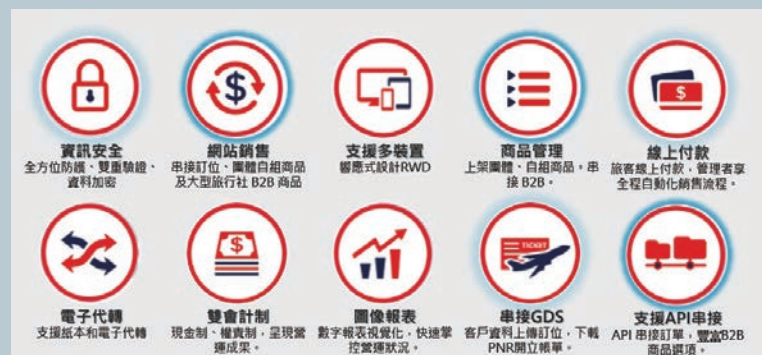 資訊安全
全方位防護、雙重驗證、
資料加密
網站銷售
串接訂位、團體自組商品
及大型旅行社 B2B 商品
支援多裝置
響應式設計RWD
商品管理
上架團體、自組商品，串
接 B2B。
線上付款
旅客線上付款，管理者享
全程自動化銷售流程。
電子代轉
支援紙本和電子代轉
雙會計制
現金制、權責制，呈現營
運成果。
圖像報表
數字報表視覺化，快速掌
控營運狀況。
TICKET
串接GDS
客戶資料上傳訂位，下載
PNR開立帳單。
支援API串接
API 串接訂單，豐富B2B
商品選項。